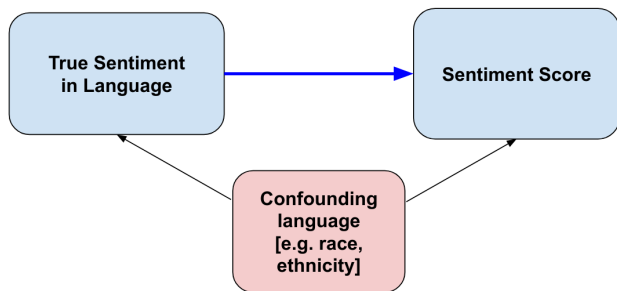 True Sentiment
in Language
Sentiment Score
Confounding
language
[e.g. race,
ethnicity]